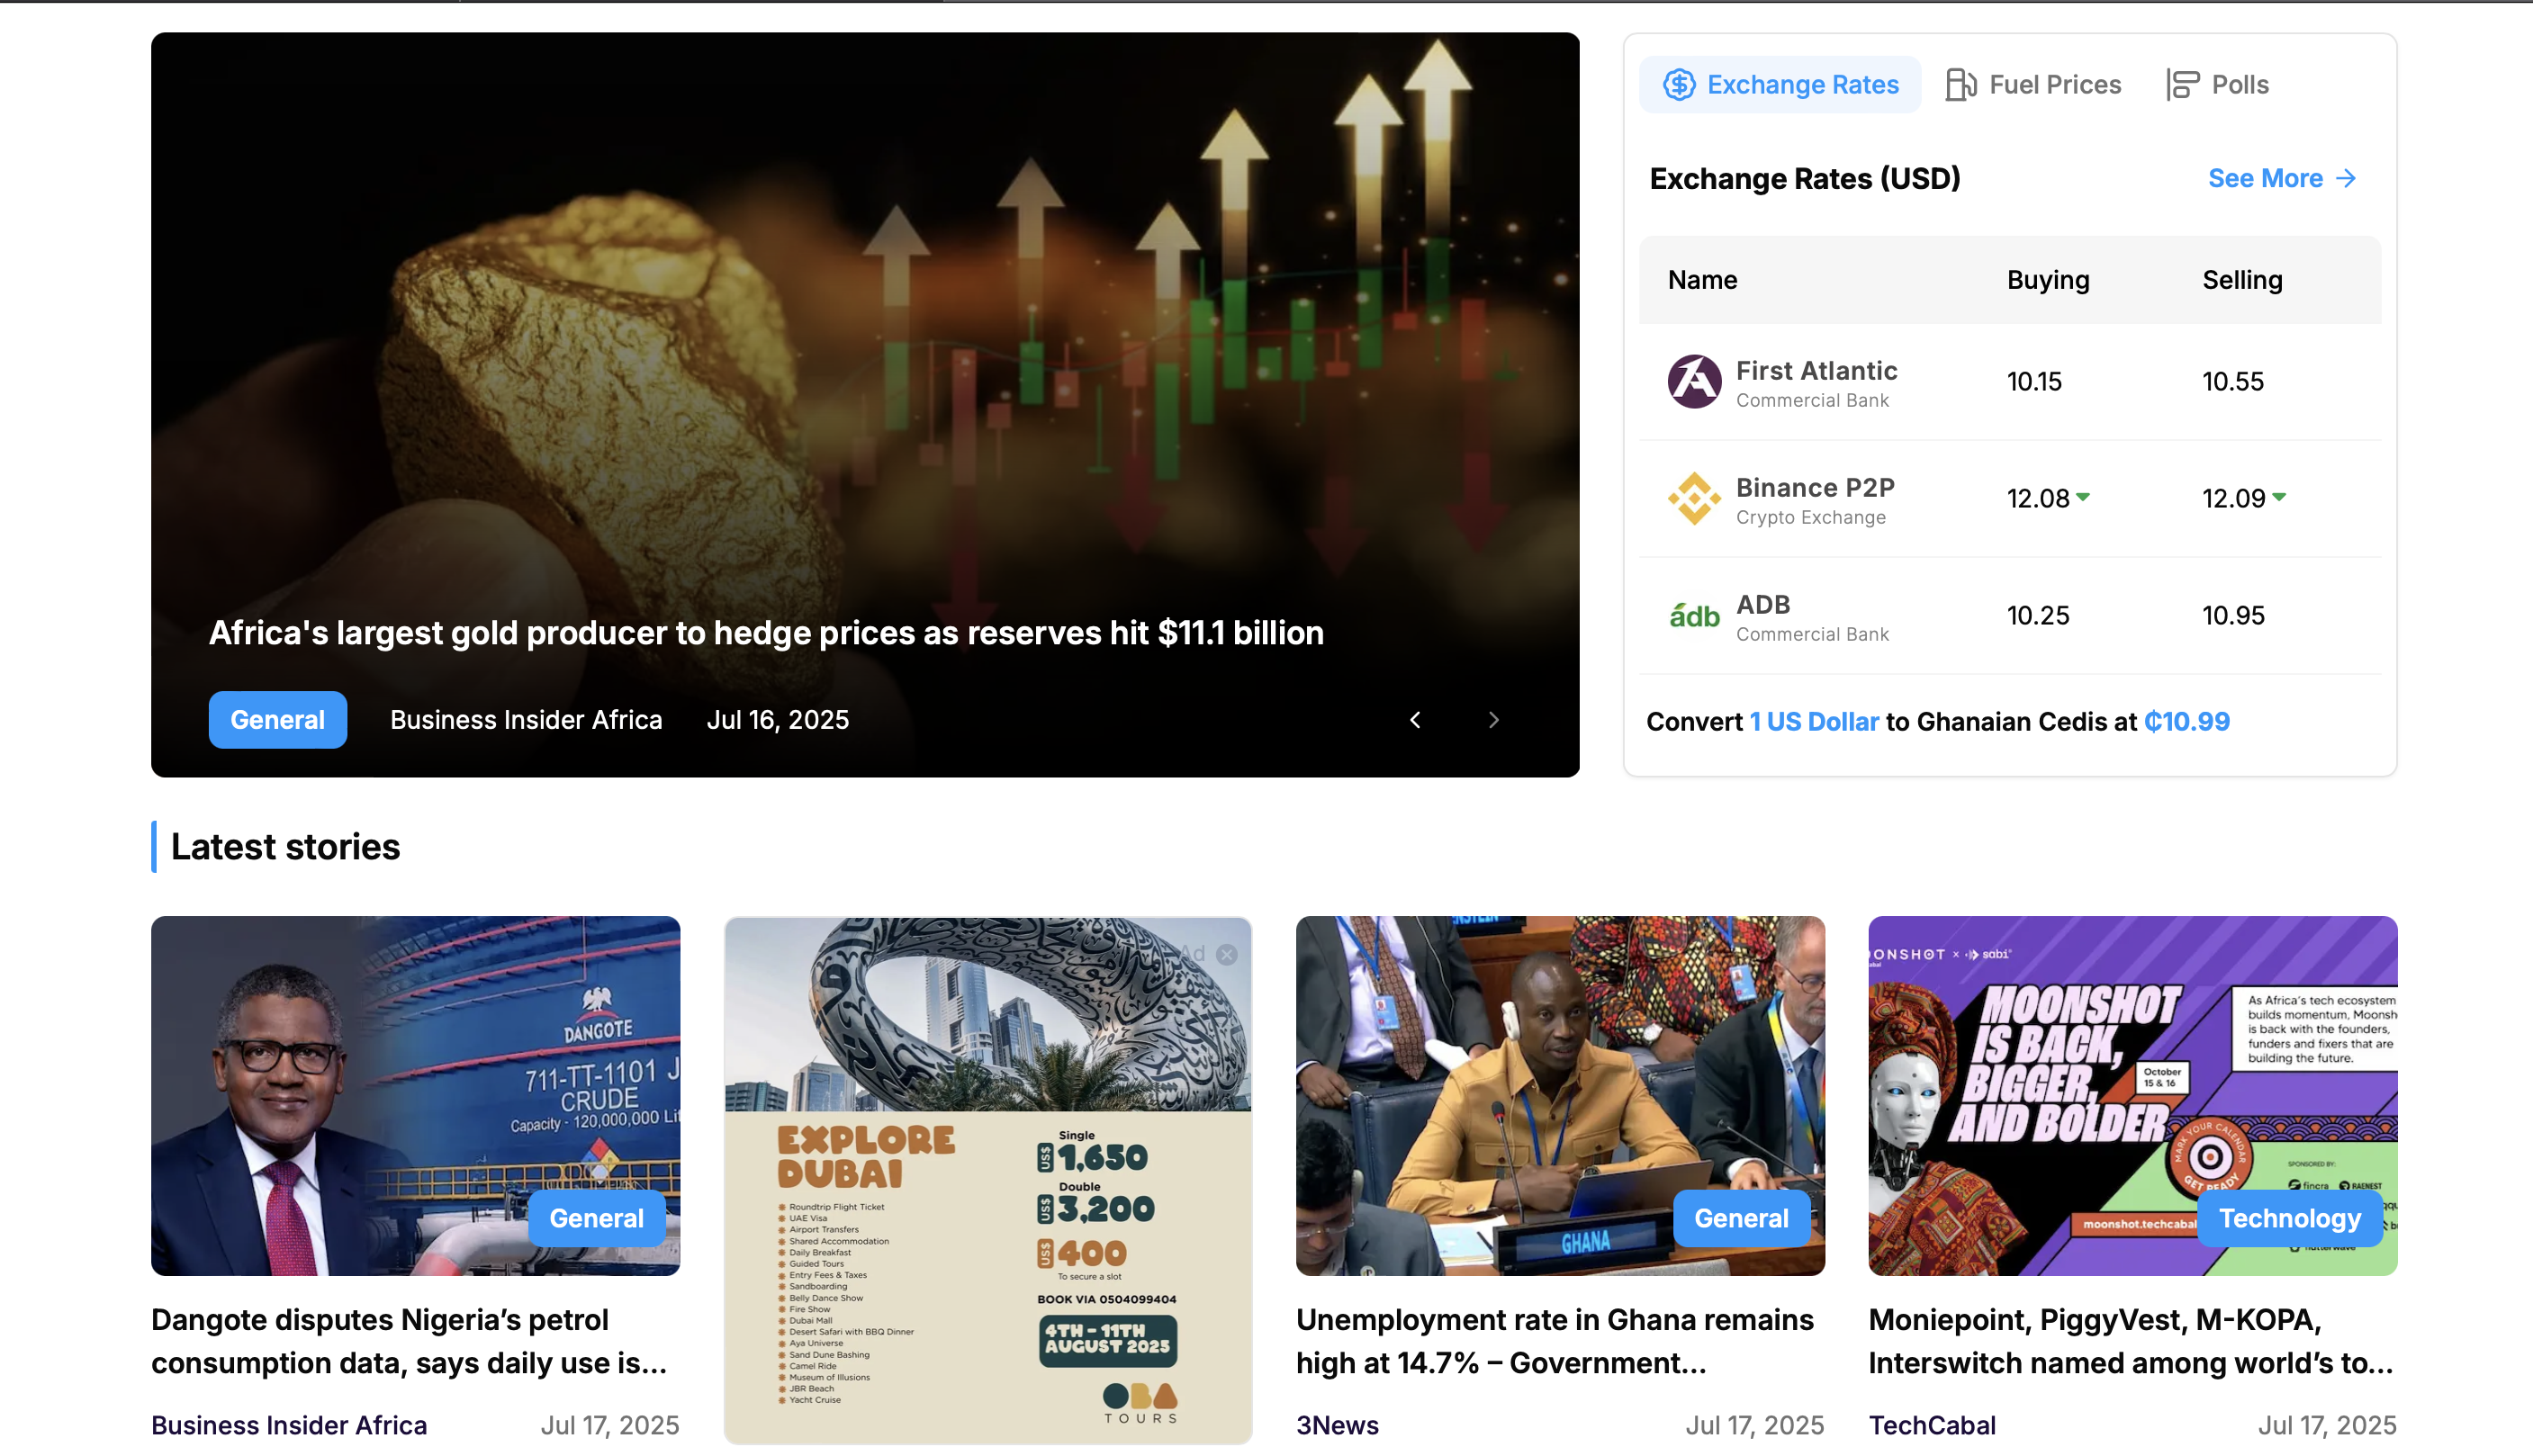 Exchange Rates
Fuel Prices
Polls
Exchange Rates (USD)
See More →
Name Buying Selling
First Atlantic
Commercial Bank
10.15 10.55
Binance P2P
Crypto Exchange
12.08 12.09
ádb
ADB
Commercial Bank
10.25 10.95
Convert 1 US Dollar to Ghanaian Cedis at ₵10.99
Africa's largest gold producer to hedge prices as reserves hit $11.1 billion
General
Business Insider Africa
Jul 16, 2025
Latest stories
DANGOTE
711-TT-1101 J
CRUDE
Capacity - 120,000,000 Lit
General
Dangote disputes Nigeria’s petrol
consumption data, says daily use is...
Business Insider Africa
Jul 17, 2025
Ad
EXPLORE
DUBAI
Roundtrip Flight Ticket
UAE Visa
Airport Transfers
Shared Accommodation
Daily Breakfast
Guided Tours
Entry Fees & Taxes
Sandboarding
Belly Dance Show
Fire Show
Dubai Mall
Desert Safari with BBQ Dinner
Aya Universe
Sand Dune Bashing
Camel Ride
Museum of Illusions
JBR Beach
Yacht Cruise
Single
US$ 1,650
Double
US$ 3,200
US$ 400
To secure a slot
BOOK VIA 0504099404
4TH - 11TH
AUGUST 2025
OBA
TOURS
GHANA
General
Unemployment rate in Ghana remains
high at 14.7% – Government...
3News
Jul 17, 2025
OONSHOT × sabi
MOONSHOT
IS BACK,
BIGGER,
AND BOLDER
October
15 & 16
As Africa's tech ecosystem
builds momentum, Moonsh
is back with the founders,
funders and fixers that are
building the future.
MARK YOUR CALENDAR
GET READY
SPONSORED BY:
fincra RAENEST
moonshot.techcabal
Technology
Moniepoint, PiggyVest, M-KOPA,
Interswitch named among world’s to...
TechCabal
Jul 17, 2025